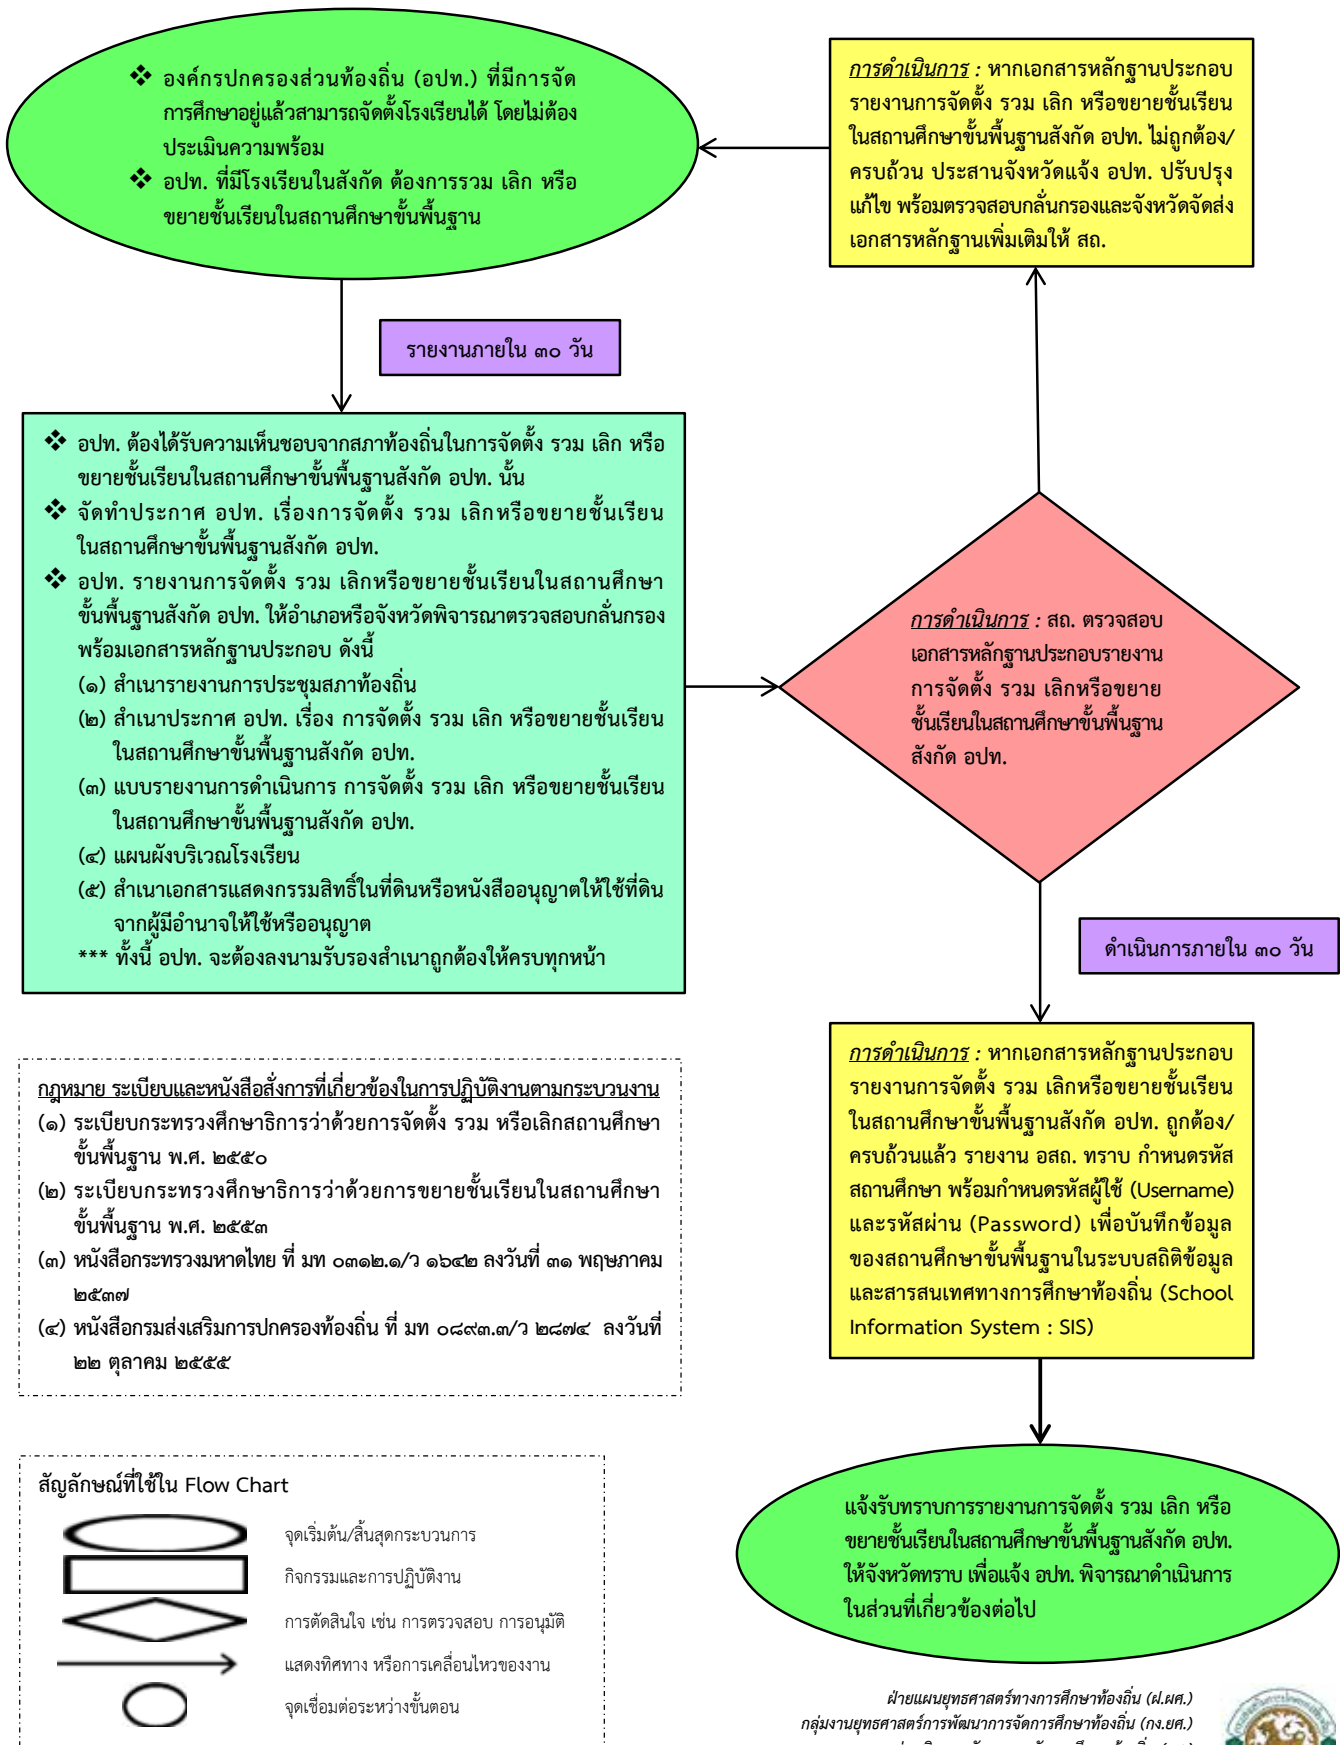 ❖ องค์กรปกครองส่วนท้องถิ่น (อปท.) ที่มีการจัด
การศึกษาอยู่แล้วสามารถจัดตั้งโรงเรียนได้ โดยไม่ต้อง
ประเมินความพร้อม
❖ อปท. ที่มีโรงเรียนในสังกัด ต้องการรวม เลิก หรือ
ขยายชั้นเรียนในสถานศึกษาขั้นพื้นฐาน
การดำเนินการ : หากเอกสารหลักฐานประกอบ
รายงานการจัดตั้ง รวม เลิก หรือขยายชั้นเรียน
ในสถานศึกษาขั้นพื้นฐานสังกัด อปท. ไม่ถูกต้อง/
ครบถ้วน ประสานจังหวัดแจ้ง อปท. ปรับปรุง
แก้ไข พร้อมตรวจสอบกลั่นกรองและจังหวัดจัดส่ง
เอกสารหลักฐานเพิ่มเติมให้ สถ.
รายงานภายใน ๓๐ วัน
❖ อปท. ต้องได้รับความเห็นชอบจากสภาท้องถิ่นในการจัดตั้ง รวม เลิก หรือ
ขยายชั้นเรียนในสถานศึกษาขั้นพื้นฐานสังกัด อปท. นั้น
❖ จัดทำประกาศ อปท. เรื่องการจัดตั้ง รวม เลิกหรือขยายชั้นเรียน
ในสถานศึกษาขั้นพื้นฐานสังกัด อปท.
❖ อปท. รายงานการจัดตั้ง รวม เลิกหรือขยายชั้นเรียนในสถานศึกษา
ขั้นพื้นฐานสังกัด อปท. ให้อำเภอหรือจังหวัดพิจารณาตรวจสอบกลั่นกรอง
พร้อมเอกสารหลักฐานประกอบ ดังนี้
(๑) สำเนารายงานการประชุมสภาท้องถิ่น
(๒) สำเนาประกาศ อปท. เรื่อง การจัดตั้ง รวม เลิก หรือขยายชั้นเรียน
ในสถานศึกษาขั้นพื้นฐานสังกัด อปท.
(๓) แบบรายงานการดำเนินการ การจัดตั้ง รวม เลิก หรือขยายชั้นเรียน
ในสถานศึกษาขั้นพื้นฐานสังกัด อปท.
(๔) แผนผังบริเวณโรงเรียน
(๕) สำเนาเอกสารแสดงกรรมสิทธิ์ในที่ดินหรือหนังสืออนุญาตให้ใช้ที่ดิน
จากผู้มีอำนาจให้ใช้หรืออนุญาต
*** ทั้งนี้ อปท. จะต้องลงนามรับรองสำเนาถูกต้องให้ครบทุกหน้า
การดำเนินการ : สถ. ตรวจสอบ
เอกสารหลักฐานประกอบรายงาน
การจัดตั้ง รวม เลิกหรือขยาย
ชั้นเรียนในสถานศึกษาขั้นพื้นฐาน
สังกัด อปท.
ดำเนินการภายใน ๓๐ วัน
การดำเนินการ : หากเอกสารหลักฐานประกอบ
รายงานการจัดตั้ง รวม เลิกหรือขยายชั้นเรียน
ในสถานศึกษาขั้นพื้นฐานสังกัด อปท. ถูกต้อง/
ครบถ้วนแล้ว รายงาน อสถ. ทราบ กำหนดรหัส
สถานศึกษา พร้อมกำหนดรหัสผู้ใช้ (Username)
และรหัสผ่าน (Password) เพื่อบันทึกข้อมูล
ของสถานศึกษาขั้นพื้นฐานในระบบสถิติข้อมูล
และสารสนเทศทางการศึกษาท้องถิ่น (School
Information System : SIS)
กฎหมาย ระเบียบและหนังสือสั่งการที่เกี่ยวข้องในการปฏิบัติงานตามกระบวนงาน
(๑) ระเบียบกระทรวงศึกษาธิการว่าด้วยการจัดตั้ง รวม หรือเลิกสถานศึกษา
ขั้นพื้นฐาน พ.ศ. ๒๕๕๐
(๒) ระเบียบกระทรวงศึกษาธิการว่าด้วยการขยายชั้นเรียนในสถานศึกษา
ขั้นพื้นฐาน พ.ศ. ๒๕๕๓
(๓) หนังสือกระทรวงมหาดไทย ที่ มท ๐๓๑๒.๑/ว ๑๖๔๒ ลงวันที่ ๓๑ พฤษภาคม
๒๕๓๗
(๔) หนังสือกรมส่งเสริมการปกครองท้องถิ่น ที่ มท ๐๘๙๓.๓/ว ๒๘๗๔ ลงวันที่
๒๒ ตุลาคม ๒๕๕๕
แจ้งรับทราบการรายงานการจัดตั้ง รวม เลิก หรือ
ขยายชั้นเรียนในสถานศึกษาขั้นพื้นฐานสังกัด อปท.
ให้จังหวัดทราบ เพื่อแจ้ง อปท. พิจารณาดำเนินการ
ในส่วนที่เกี่ยวข้องต่อไป
สัญลักษณ์ที่ใช้ใน Flow Chart
จุดเริ่มต้น/สิ้นสุดกระบวนการ
กิจกรรมและการปฏิบัติงาน
การตัดสินใจ เช่น การตรวจสอบ การอนุมัติ
แสดงทิศทาง หรือการเคลื่อนไหวของงาน
จุดเชื่อมต่อระหว่างขั้นตอน
ฝ่ายแผนยุทธศาสตร์ทางการศึกษาท้องถิ่น (ฝ.ผศ.)
กลุ่มงานยุทธศาสตร์การพัฒนาการจัดการศึกษาท้องถิ่น (กง.ยศ.)